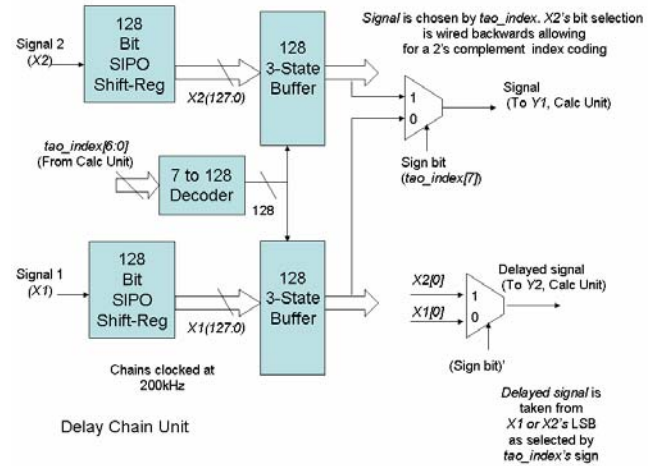 Signal 2
(X2)
128
Bit
SIPO
Shift-Reg
X2(127:0)
128
3-State
Buffer
Signal is chosen by tao_index. X2's bit selection
is wired backwards allowing
for a 2's complement index coding
1
0
Signal
(To Y1, Calc Unit)
Sign bit
(tao_index[7])
tao_index[6:0]
(From Calc Unit)
7 to 128
Decoder
128
Signal 1
(X1)
128
Bit
SIPO
Shift-Reg
X1(127:0)
128
3-State
Buffer
X2[0]
X1[0]
1
0
Delayed signal
(To Y2, Calc Unit)
(Sign bit)'
Chains clocked at
200kHz
Delayed signal is
taken from
X1 or X2's LSB
as selected by
tao_index's sign
Delay Chain Unit